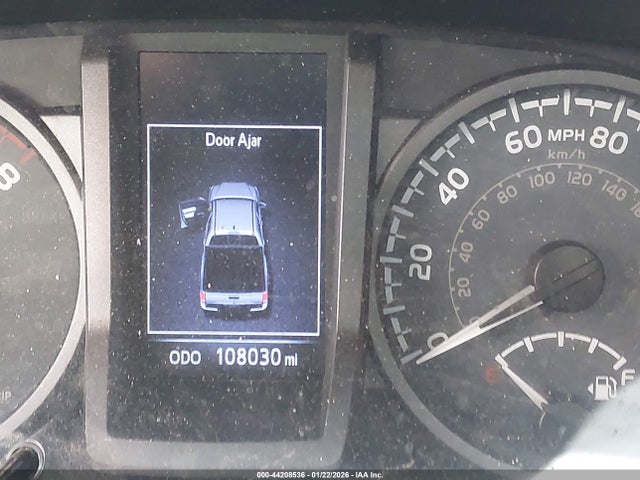 Door Ajar
ODO 108030 mi
8
0 20 40 60 MPH 80
km/h
20 40 60 80 100 120 140
E F
000-44208536 - 01/22/2026 - IAA Inc.